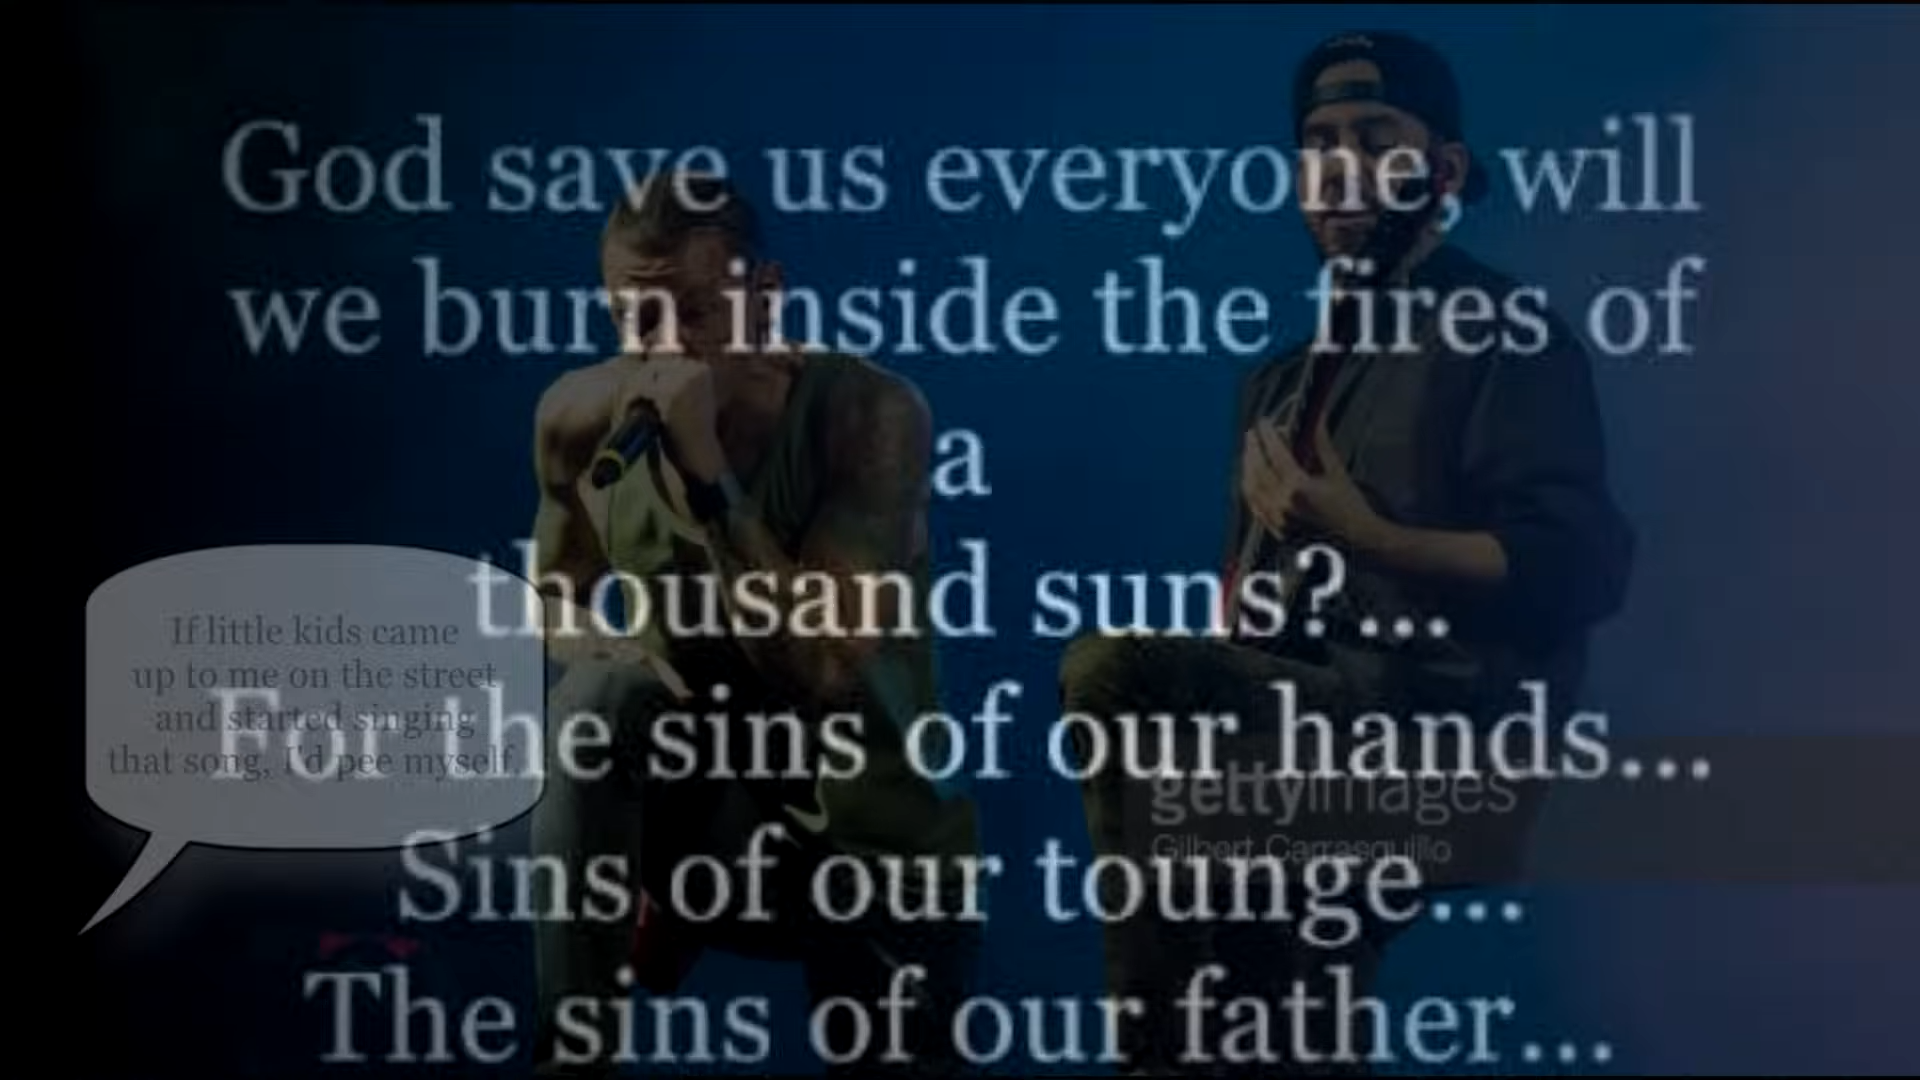 God save us everyone, will
we burn inside the fires of
a
thousand suns?...
For the sins of our hands...
Sins of our tounge...
The sins of our father...
If little kids came
up to me on the street
and started singing
that song, I'd pee myself.
gettyimages
Gilbert Carrasquillo